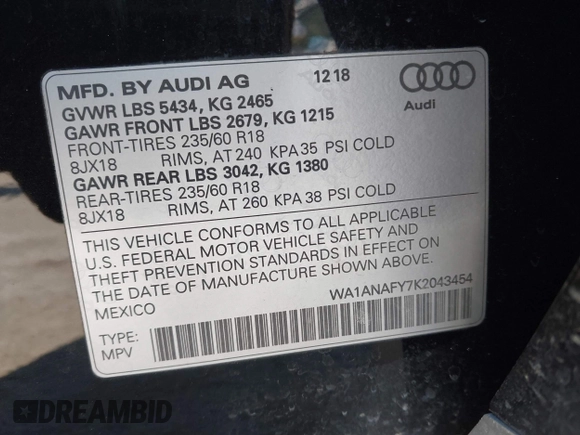 MFD. BY AUDI AG 12 18
GVWR LBS 5434, KG 2465
GAWR FRONT LBS 2679, KG 1215
FRONT-TIRES 235/60 R18
8JX18 RIMS, AT 240 KPA 35 PSI COLD
GAWR REAR LBS 3042, KG 1380
REAR-TIRES 235/60 R18
8JX18 RIMS, AT 260 KPA 38 PSI COLD
Audi
THIS VEHICLE CONFORMS TO ALL APPLICABLE
U.S. FEDERAL MOTOR VEHICLE SAFETY AND
THEFT PREVENTION STANDARDS IN EFFECT ON
THE DATE OF MANUFACTURE SHOWN ABOVE.
MEXICO
WA1ANAFY7K2043454
TYPE:
MPV
DREAMBID